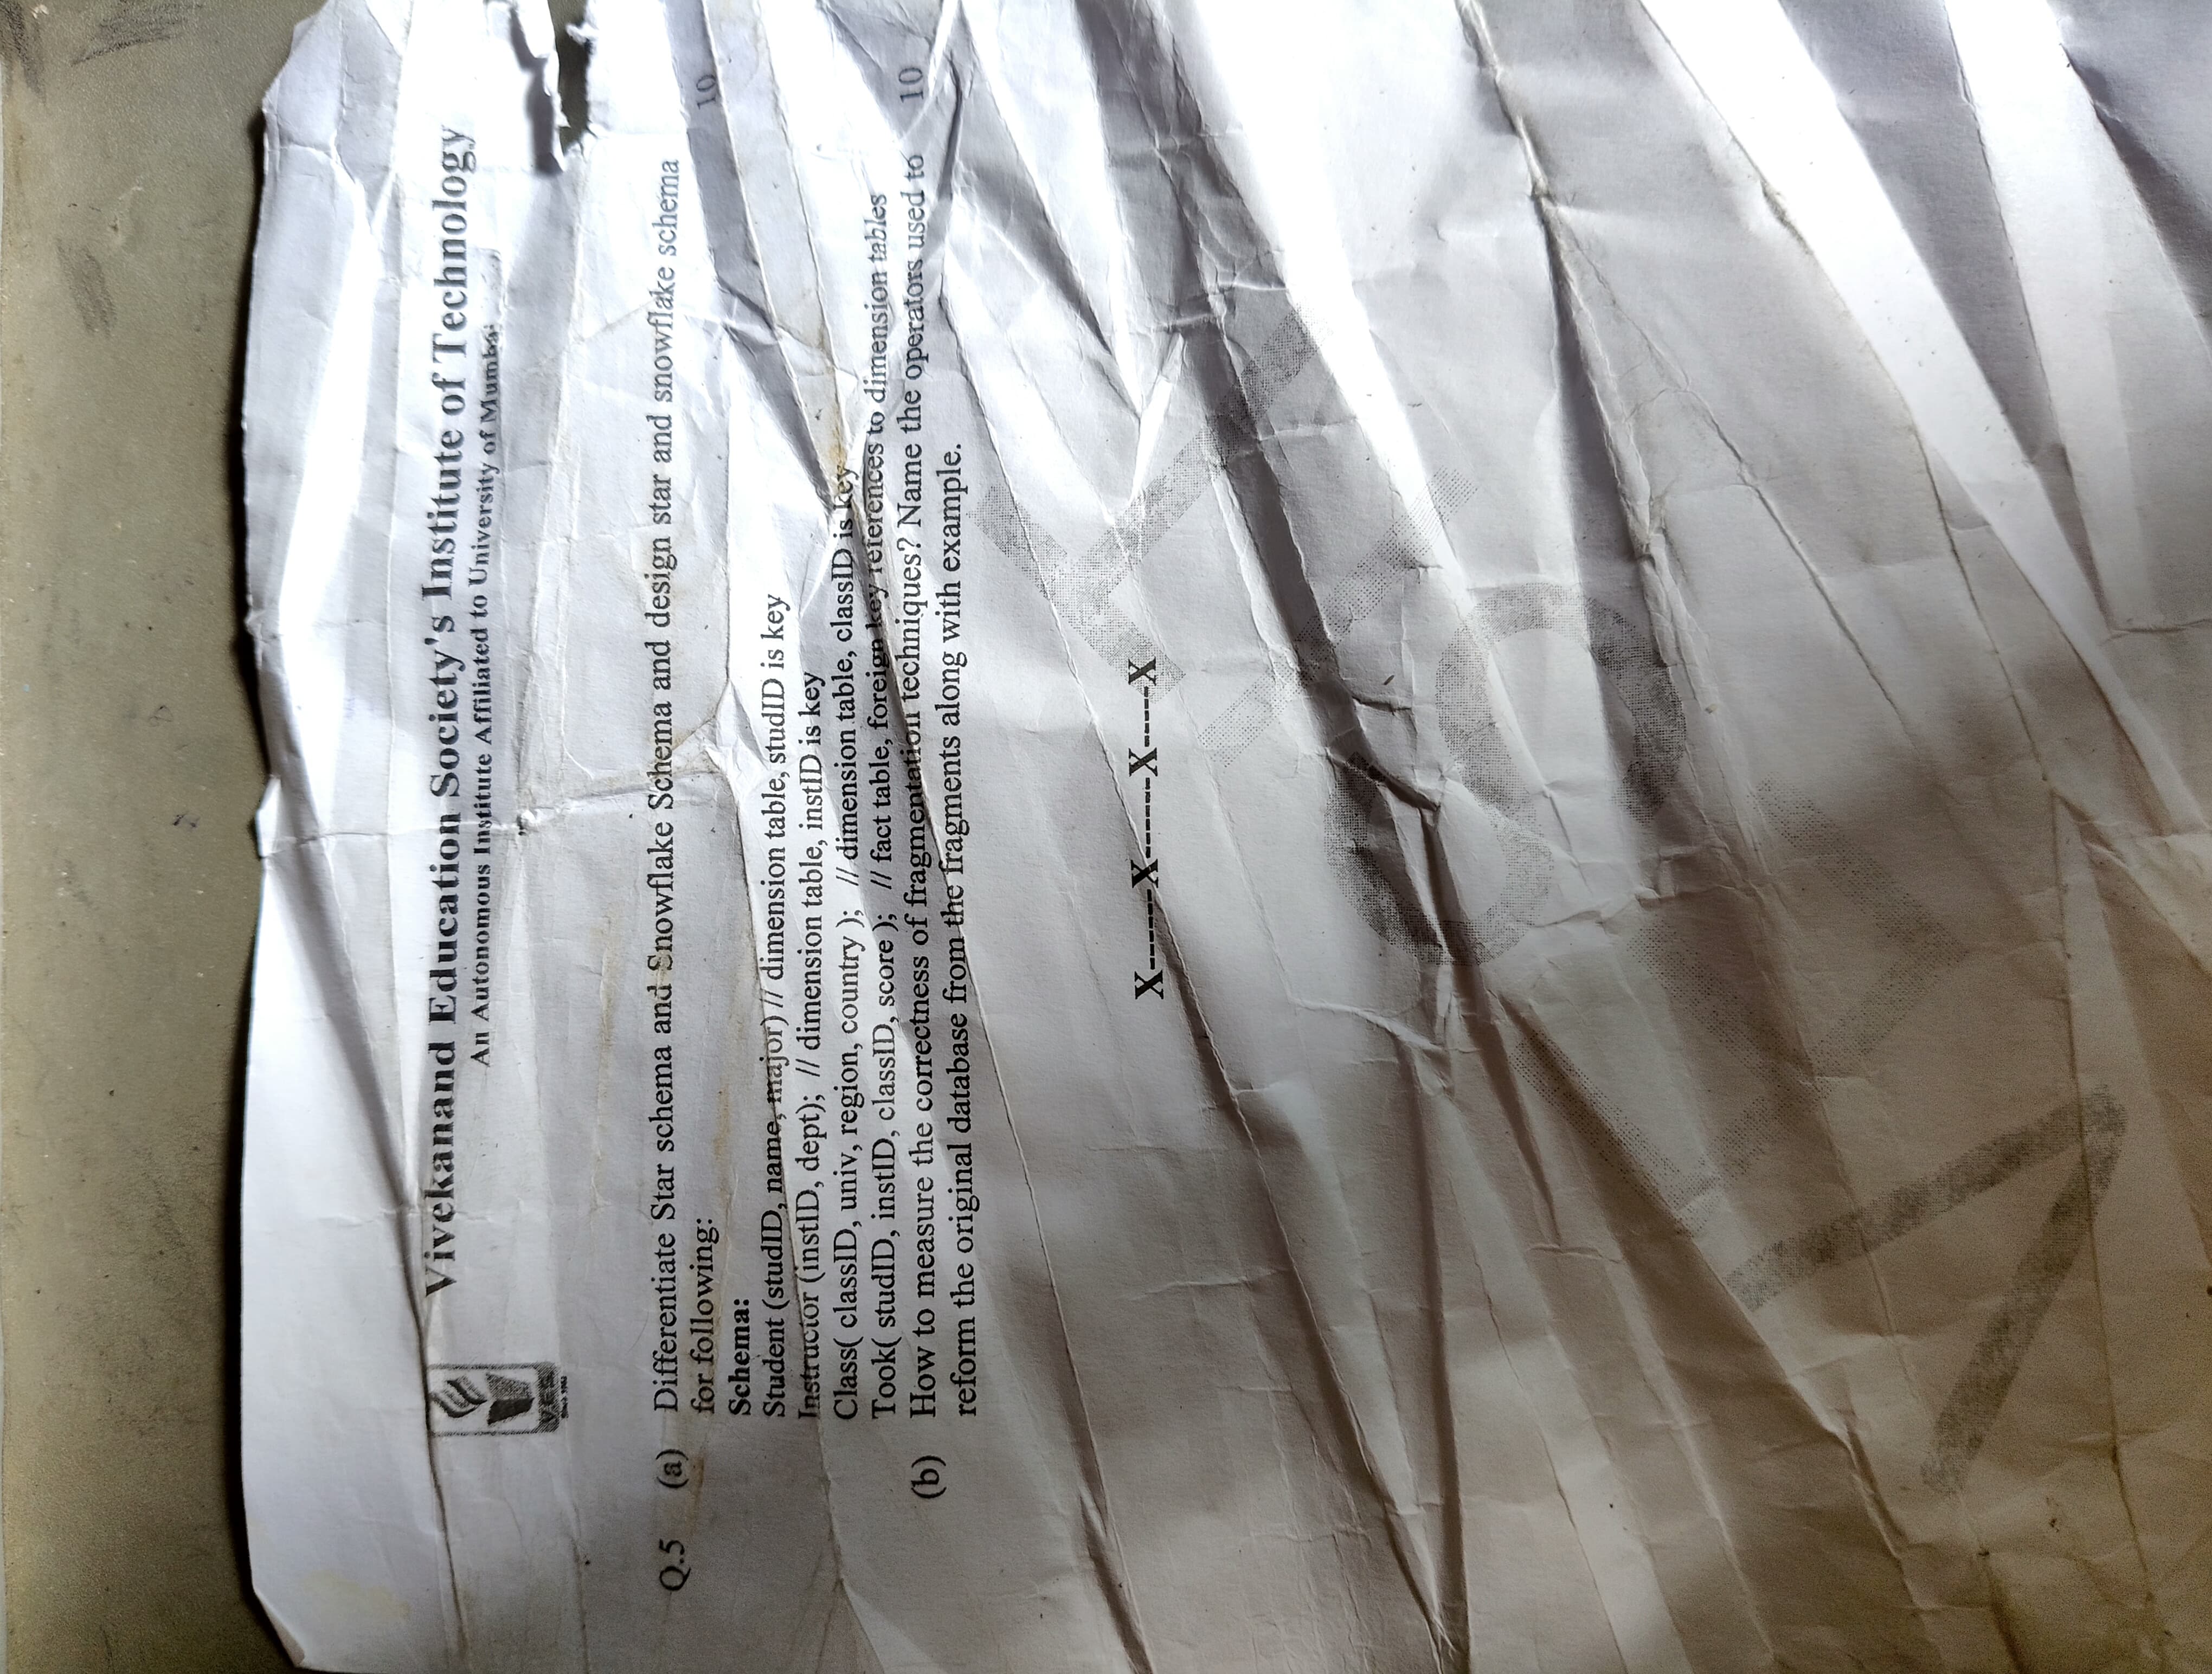 Vivekanand Education Society's Institute of Technology
An Autonomous Institute Affiliated to University of Mumbai
VES
Since 1962
Q.5 (a) Differentiate Star schema and Snowflake Schema and design star and snowflake schema 10
for following:
Schema:
Student (studID, name, major) // dimension table, studID is key
Instructor (instID, dept); // dimension table, instID is key
Class( classID, univ, region, country ); // dimension table, classID is key
Took( studID, instID, classID, score ); // fact table, foreign key references to dimension tables
(b) How to measure the correctness of fragmentation techniques? Name the operators used to 10
reform the original database from the fragments along with example.
X-----X------X-----X